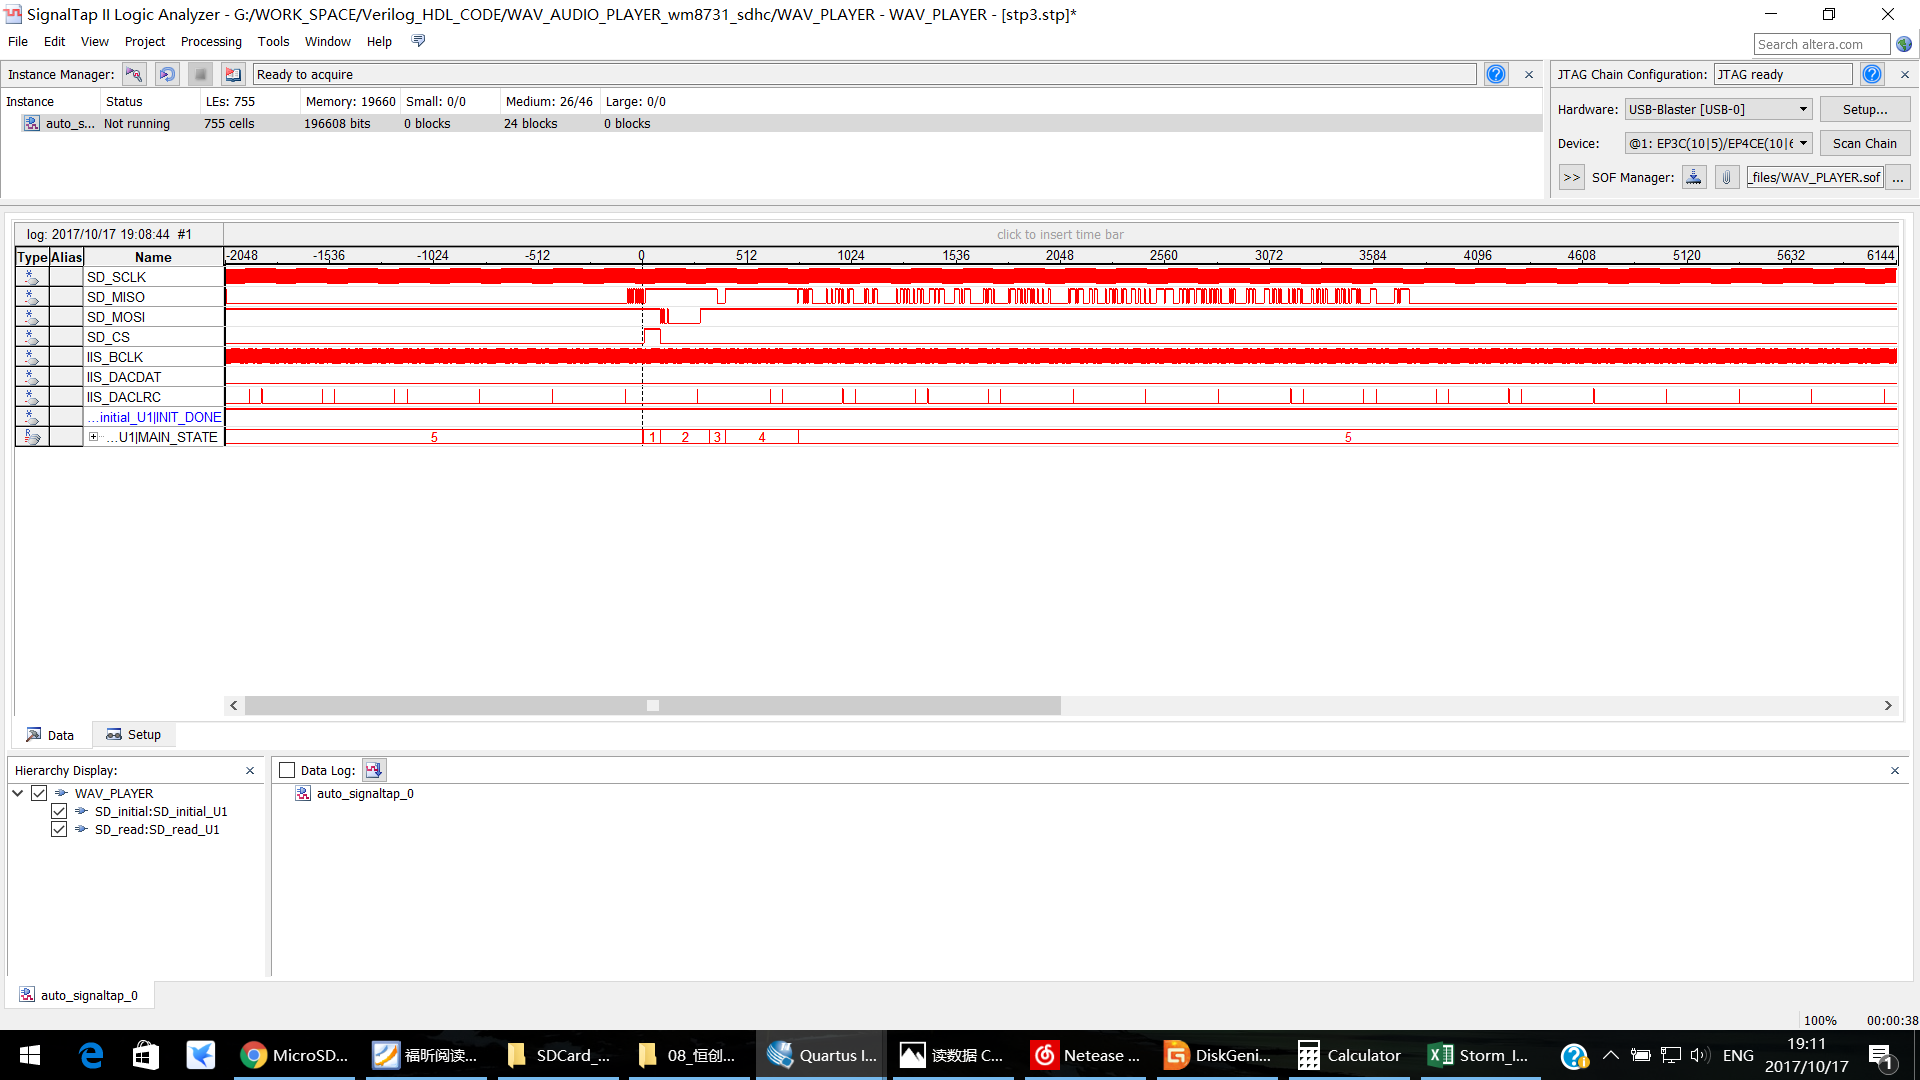 SignalTap II Logic Analyzer - G:/WORK_SPACE/Verilog_HDL_CODE/WAV_AUDIO_PLAYER_wm8731_sdhc/WAV_PLAYER - WAV_PLAYER - [stp3.stp]*
File Edit View Project Processing Tools Window Help
Search altera.com
Instance Manager: Ready to acquire
JTAG Chain Configuration: JTAG ready
Instance Status LEs: 755 Memory: 19660 Small: 0/0 Medium: 26/46 Large: 0/0
auto_s... Not running 755 cells 196608 bits 0 blocks 24 blocks 0 blocks
Hardware: USB-Blaster [USB-0] Setup...
Device: @1: EP3C(10|5)/EP4CE(10|6 Scan Chain
>> SOF Manager: _files/WAV_PLAYER.sof ...
log: 2017/10/17 19:08:44 #1 click to insert time bar
Type Alias Name -2048 -1536 -1024 -512 0 512 1024 1536 2048 2560 3072 3584 4096 4608 5120 5632 6144
SD_SCLK
SD_MISO
SD_MOSI
SD_CS
IIS_BCLK
IIS_DACDAT
IIS_DACLRC
...initial_U1|INIT_DONE
...U1|MAIN_STATE 5 1 2 3 4 5
Data Setup
Hierarchy Display:
WAV_PLAYER
SD_initial:SD_initial_U1
SD_read:SD_read_U1
Data Log:
auto_signaltap_0
auto_signaltap_0
100% 00:00:38
MicroSD... 福昕阅读... SDCard_... 08_恒创... Quartus I... 读数据 C... Netease ... DiskGeni... Calculator Storm_I... ENG 19:11
2017/10/17
1